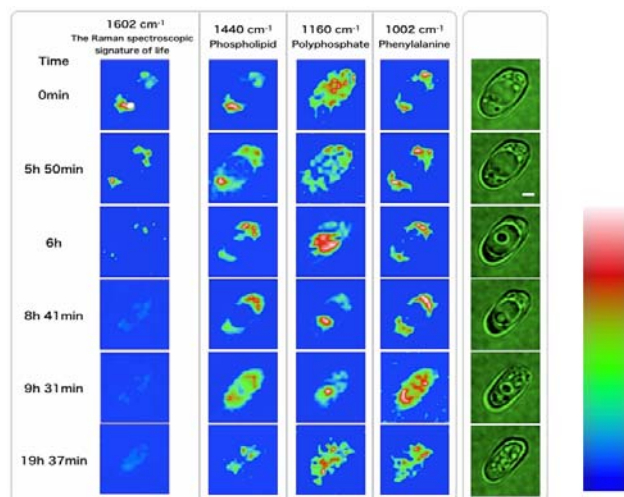 1602 cm⁻¹
The Raman spectroscopic
signature of life
1440 cm⁻¹
Phospholipid
1160 cm⁻¹
Polyphosphate
1002 cm⁻¹
Phenylalanine
Time
0min
5h 50min
6h
8h 41min
9h 31min
19h 37min